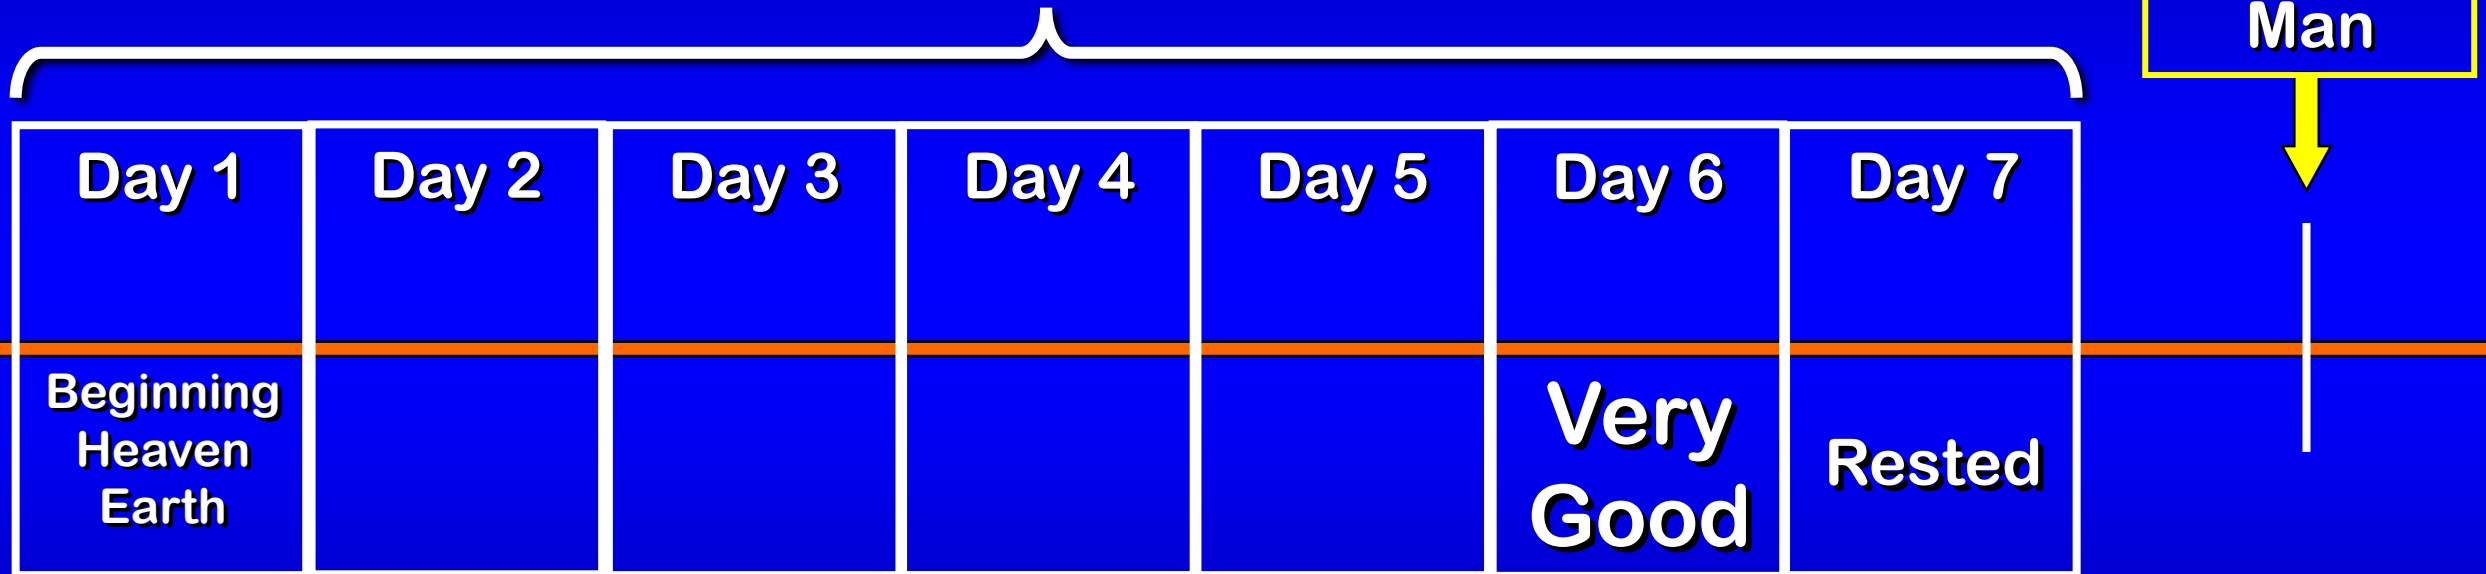 Man
Day 1
Day 2
Day 3
Day 4
Day 5
Day 6
Day 7
Beginning
Heaven
Earth
Very
Good
Rested